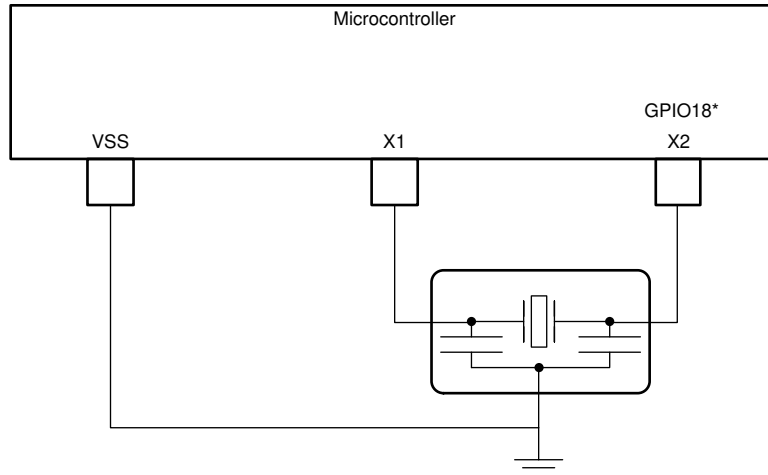 Microcontroller
GPIO18*
VSS
X1
X2